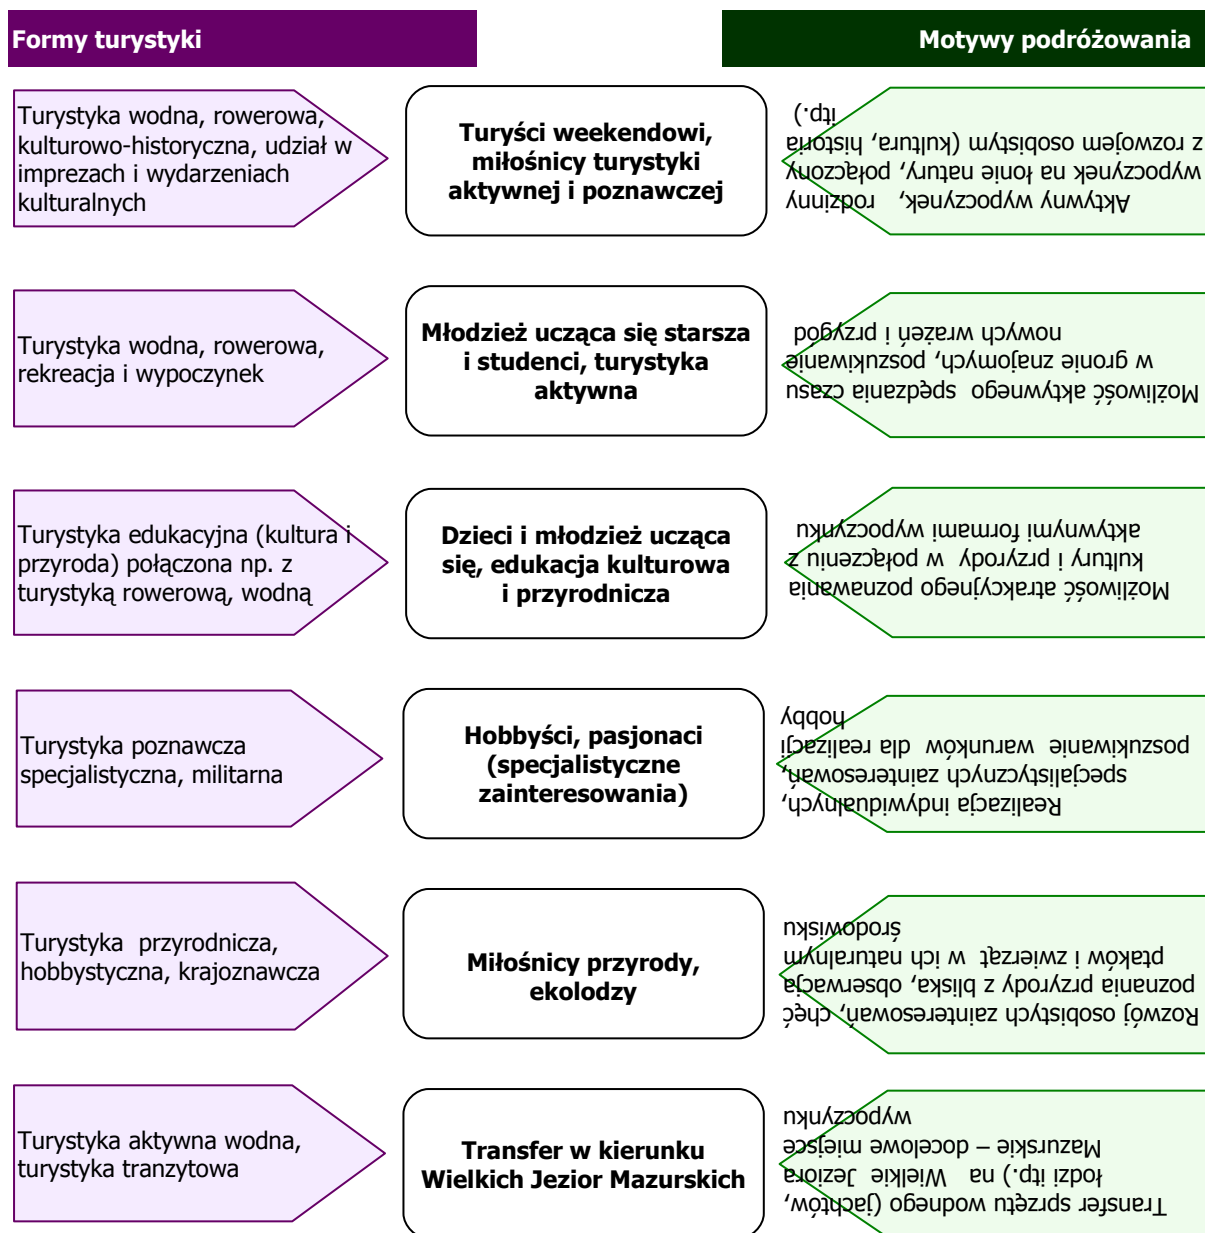 Formy turystyki
Motywy podróżowania
Turystyka wodna, rowerowa,
kulturowo-historyczna, udział w
imprezach i wydarzeniach
kulturalnych
Turyści weekendowi,
miłośnicy turystyki
aktywnej i poznawczej
Aktywny wypoczynek, rodzinny
wypoczynek na łonie natury, połączony
z rozwojem osobistym (kultura, historia
itp.)
Turystyka wodna, rowerowa,
rekreacja i wypoczynek
Młodzież ucząca się starsza
i studenci, turystyka
aktywna
Możliwość aktywnego spędzania czasu
w gronie znajomych, poszukiwanie
nowych wrażeń i przygód
Turystyka edukacyjna (kultura i
przyroda) połączona np. z
turystyką rowerową, wodną
Dzieci i młodzież ucząca
się, edukacja kulturowa
i przyrodnicza
Możliwość atrakcyjnego poznawania
kultury i przyrody w połączeniu z
aktywnymi formami wypoczynku
Turystyka poznawcza
specjalistyczna, militarna
Hobbyści, pasjonaci
(specjalistyczne
zainteresowania)
Realizacja indywidualnych,
specjalistycznych zainteresowań,
poszukiwanie warunków dla realizacji
hobby
Turystyka przyrodnicza,
hobbystyczna, krajoznawcza
Miłośnicy przyrody,
ekolodzy
Rozwój osobistych zainteresowań, chęć
poznania przyrody z bliska, obserwacja
ptaków i zwierząt w ich naturalnym
środowisku
Turystyka aktywna wodna,
turystyka tranzytowa
Transfer w kierunku
Wielkich Jezior Mazurskich
Transfer sprzętu wodnego (jachtów,
łodzi itp.) na Wielkie Jeziora
Mazurskie – docelowe miejsce
wypoczynku